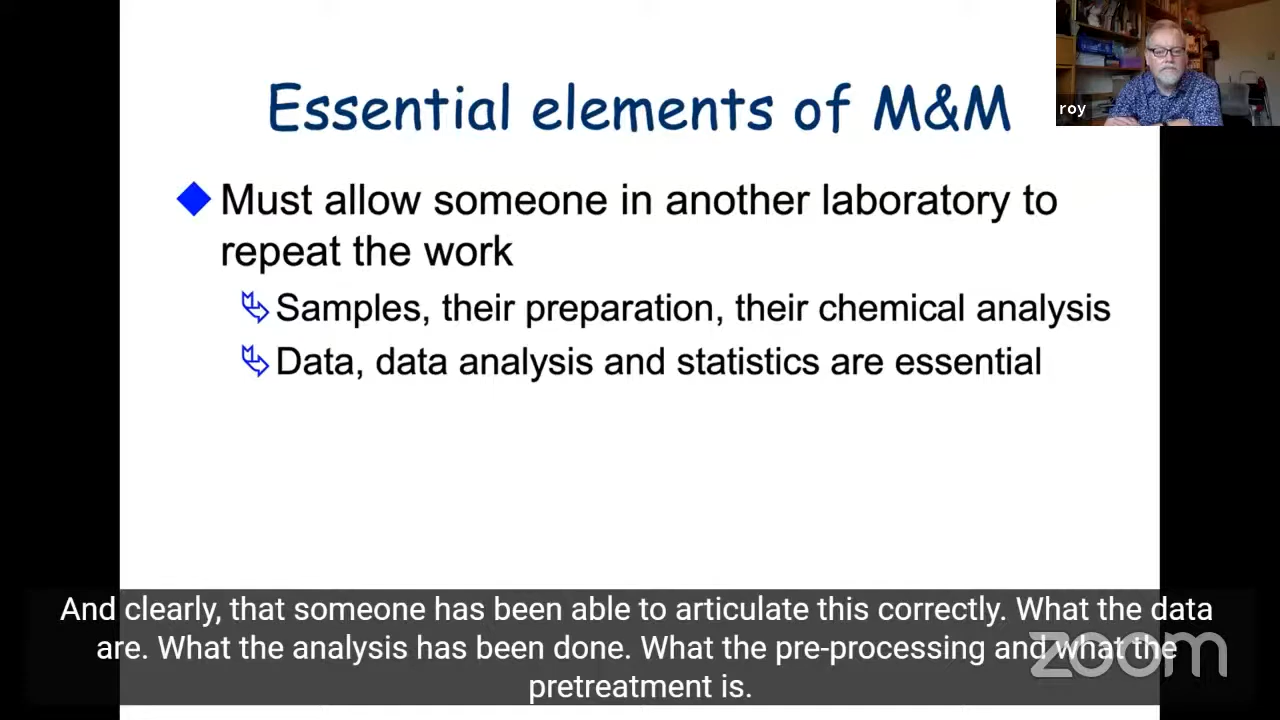 Essential elements of M&M
roy
Must allow someone in another laboratory to
repeat the work
Samples, their preparation, their chemical analysis
Data, data analysis and statistics are essential
And clearly, that someone has been able to articulate this correctly. What the data
are. What the analysis has been done. What the pre-processing and what the
pretreatment is.
zoom